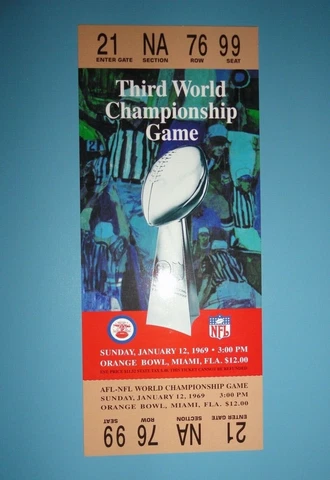 21 NA 76 99
ENTER GATE SECTION ROW SEAT
Third World
Championship
Game
NFL
SUNDAY, JANUARY 12, 1969 • 3:00 PM
ORANGE BOWL, MIAMI, FLA. $12.00
AFL-NFL WORLD CHAMPIONSHIP GAME
SUNDAY, JANUARY 12, 1969 3:00 PM
ORANGE BOWL, MIAMI, FLA. $12.00
ENTER GATE SECTION ROW SEAT
21 NA 76 99